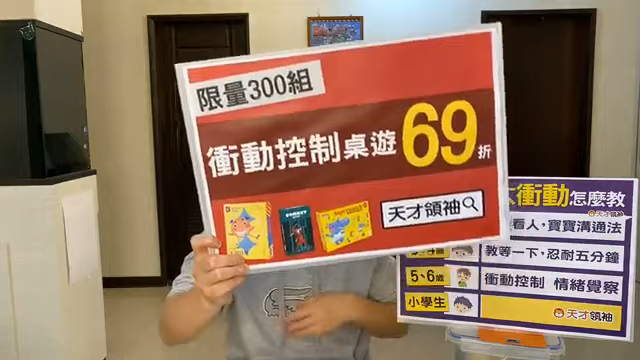 限量300組
衝動控制桌遊69折
天才領袖
衝動怎麼教
天才領袖
看人，寶寶溝通法
教等一下，忍耐五分鐘
5、6歲
衝動控制 情緒覺察
小學生
天才領袖